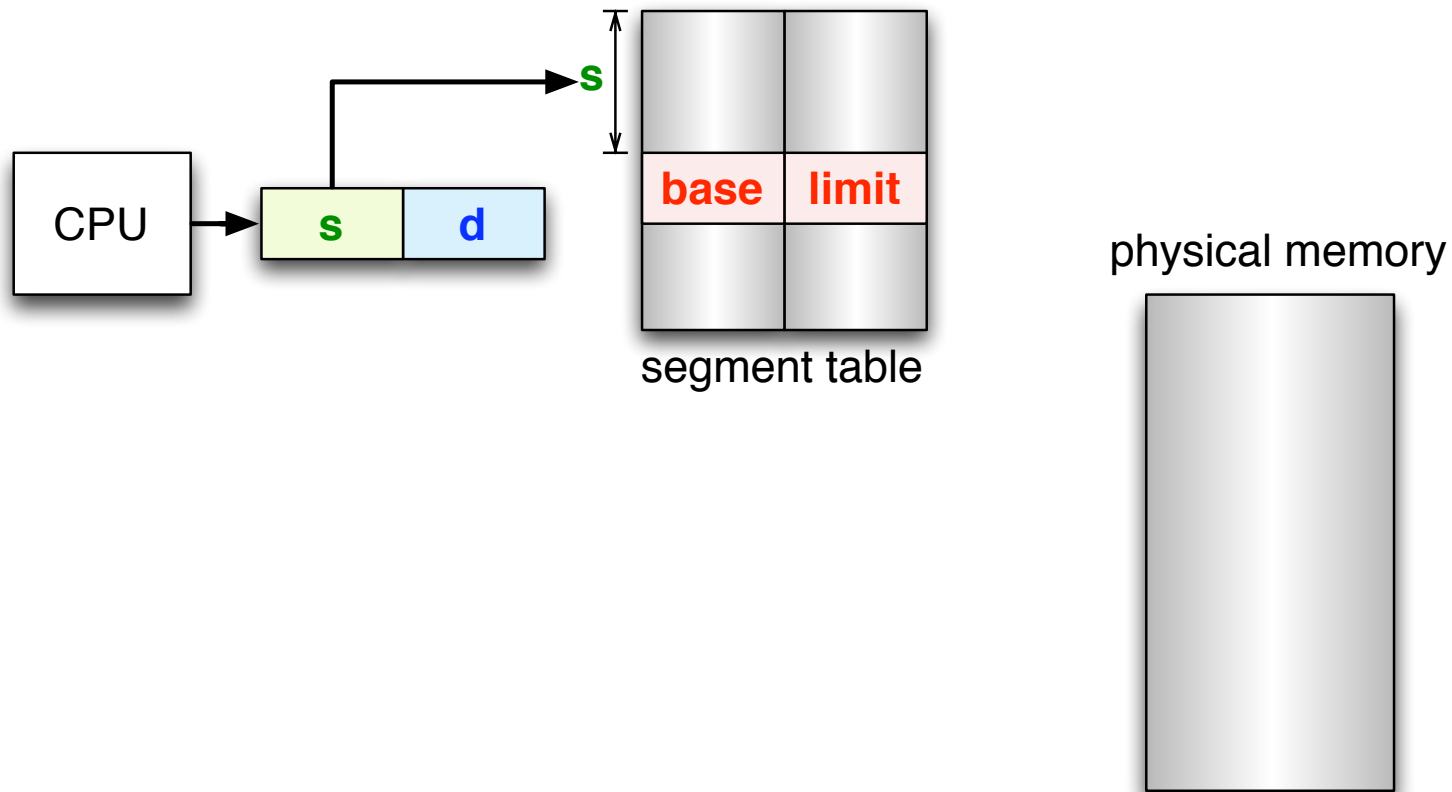 s
base limit
CPU
s d
physical memory
segment table